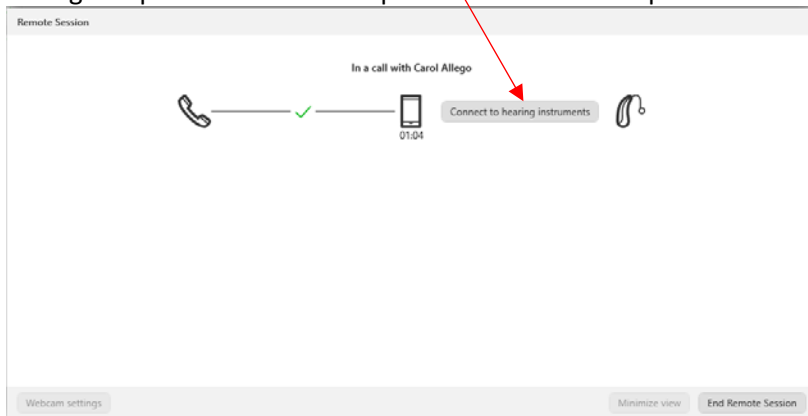 Remote Session
In a call with Carol Allego
Connect to hearing instruments
01:04
Webcam settings
Minimize view
End Remote Session